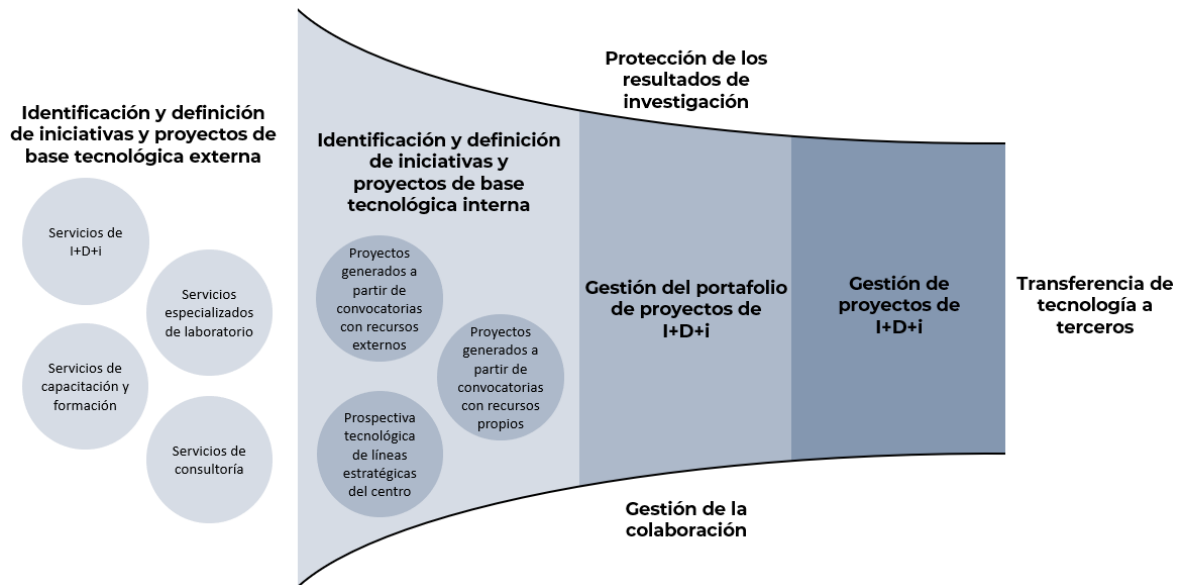 Identificación y definición
de iniciativas y proyectos de
base tecnológica externa
Servicios de
I+D+i
Servicios
especializados
de laboratorio
Servicios de
capacitación y
formación
Servicios de
consultoría
Identificación y definición
de iniciativas y
proyectos de base
tecnológica interna
Proyectos
generados a
partir de
convocatorias
con recursos
externos
Proyectos
generados a
partir de
convocatorias
con recursos
propios
Prospectiva
tecnológica
de líneas
estratégicas
del centro
Protección de los
resultados de
investigación
Gestión del portafolio
de proyectos de
I+D+i
Gestión de
proyectos de
I+D+i
Transferencia de
tecnología a
terceros
Gestión de la
colaboración